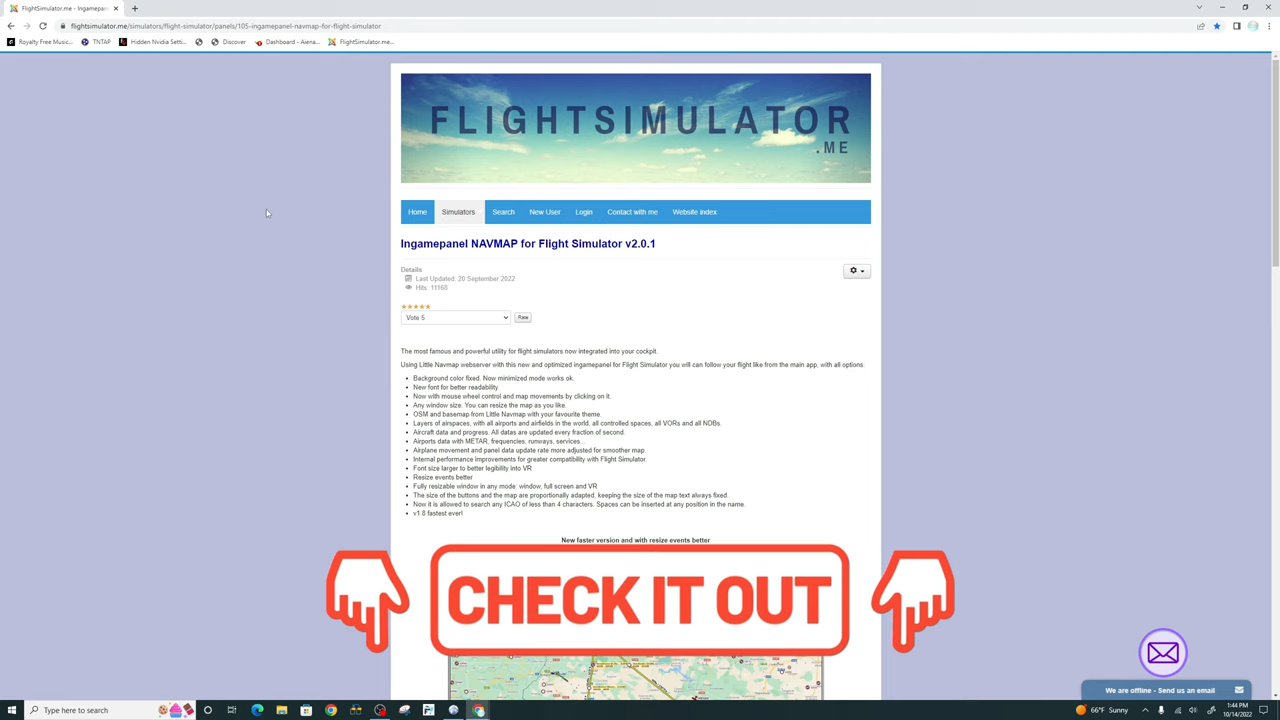 FlightSimulator.me - Ingamepan
flightsimulator.me/simulators/flight-simulator/panels/105-ingamepanel-navmap-for-flight-simulator
Royalty Free Music...
TNTAP
Hidden Nvidia Setti...
Discover
Dashboard - Aiena...
FlightSimulator.me...
FLIGHTSIMULATOR
.ME
Home
Simulators
Search
New User
Login
Contact with me
Website index
Ingamepanel NAVMAP for Flight Simulator v2.0.1
Details
Last Updated: 20 September 2022
Hits: 11168
Vote 5
Rate
The most famous and powerful utility for flight simulators now integrated into your cockpit.
Using Little Navmap webserver with this new and optimized ingamepanel for Flight Simulator you will can follow your flight like from the main app, with all options.
Background color fixed. Now minimized mode works ok.
New font for better readability.
Now with mouse wheel control and map movements by clicking on it.
Any window size. You can resize the map as you like.
OSM and basemap from Little Navmap with your favourite theme.
Layers of airspaces, with all airports and airfields in the world, all controlled spaces, all VORs and all NDBs.
Aircraft data and progress. All datas are updated every fraction of second.
Airports data with METAR, frequencies, runways, services...
Airplane movement and panel data update rate more adjusted for smoother map.
Internal performance improvements for greater compatibility with Flight Simulator.
Font size larger to better legibility into VR
Resize events better
Fully resizable window in any mode: window, full screen and VR
The size of the buttons and the map are proportionally adapted, keeping the size of the map text always fixed.
Now it is allowed to search any ICAO of less than 4 characters. Spaces can be inserted at any position in the name.
v1.8 fastest ever!
New faster version and with resize events better
CHECK IT OUT
We are offline - Send us an email
Type here to search
66°F Sunny
1:44 PM
10/14/2022